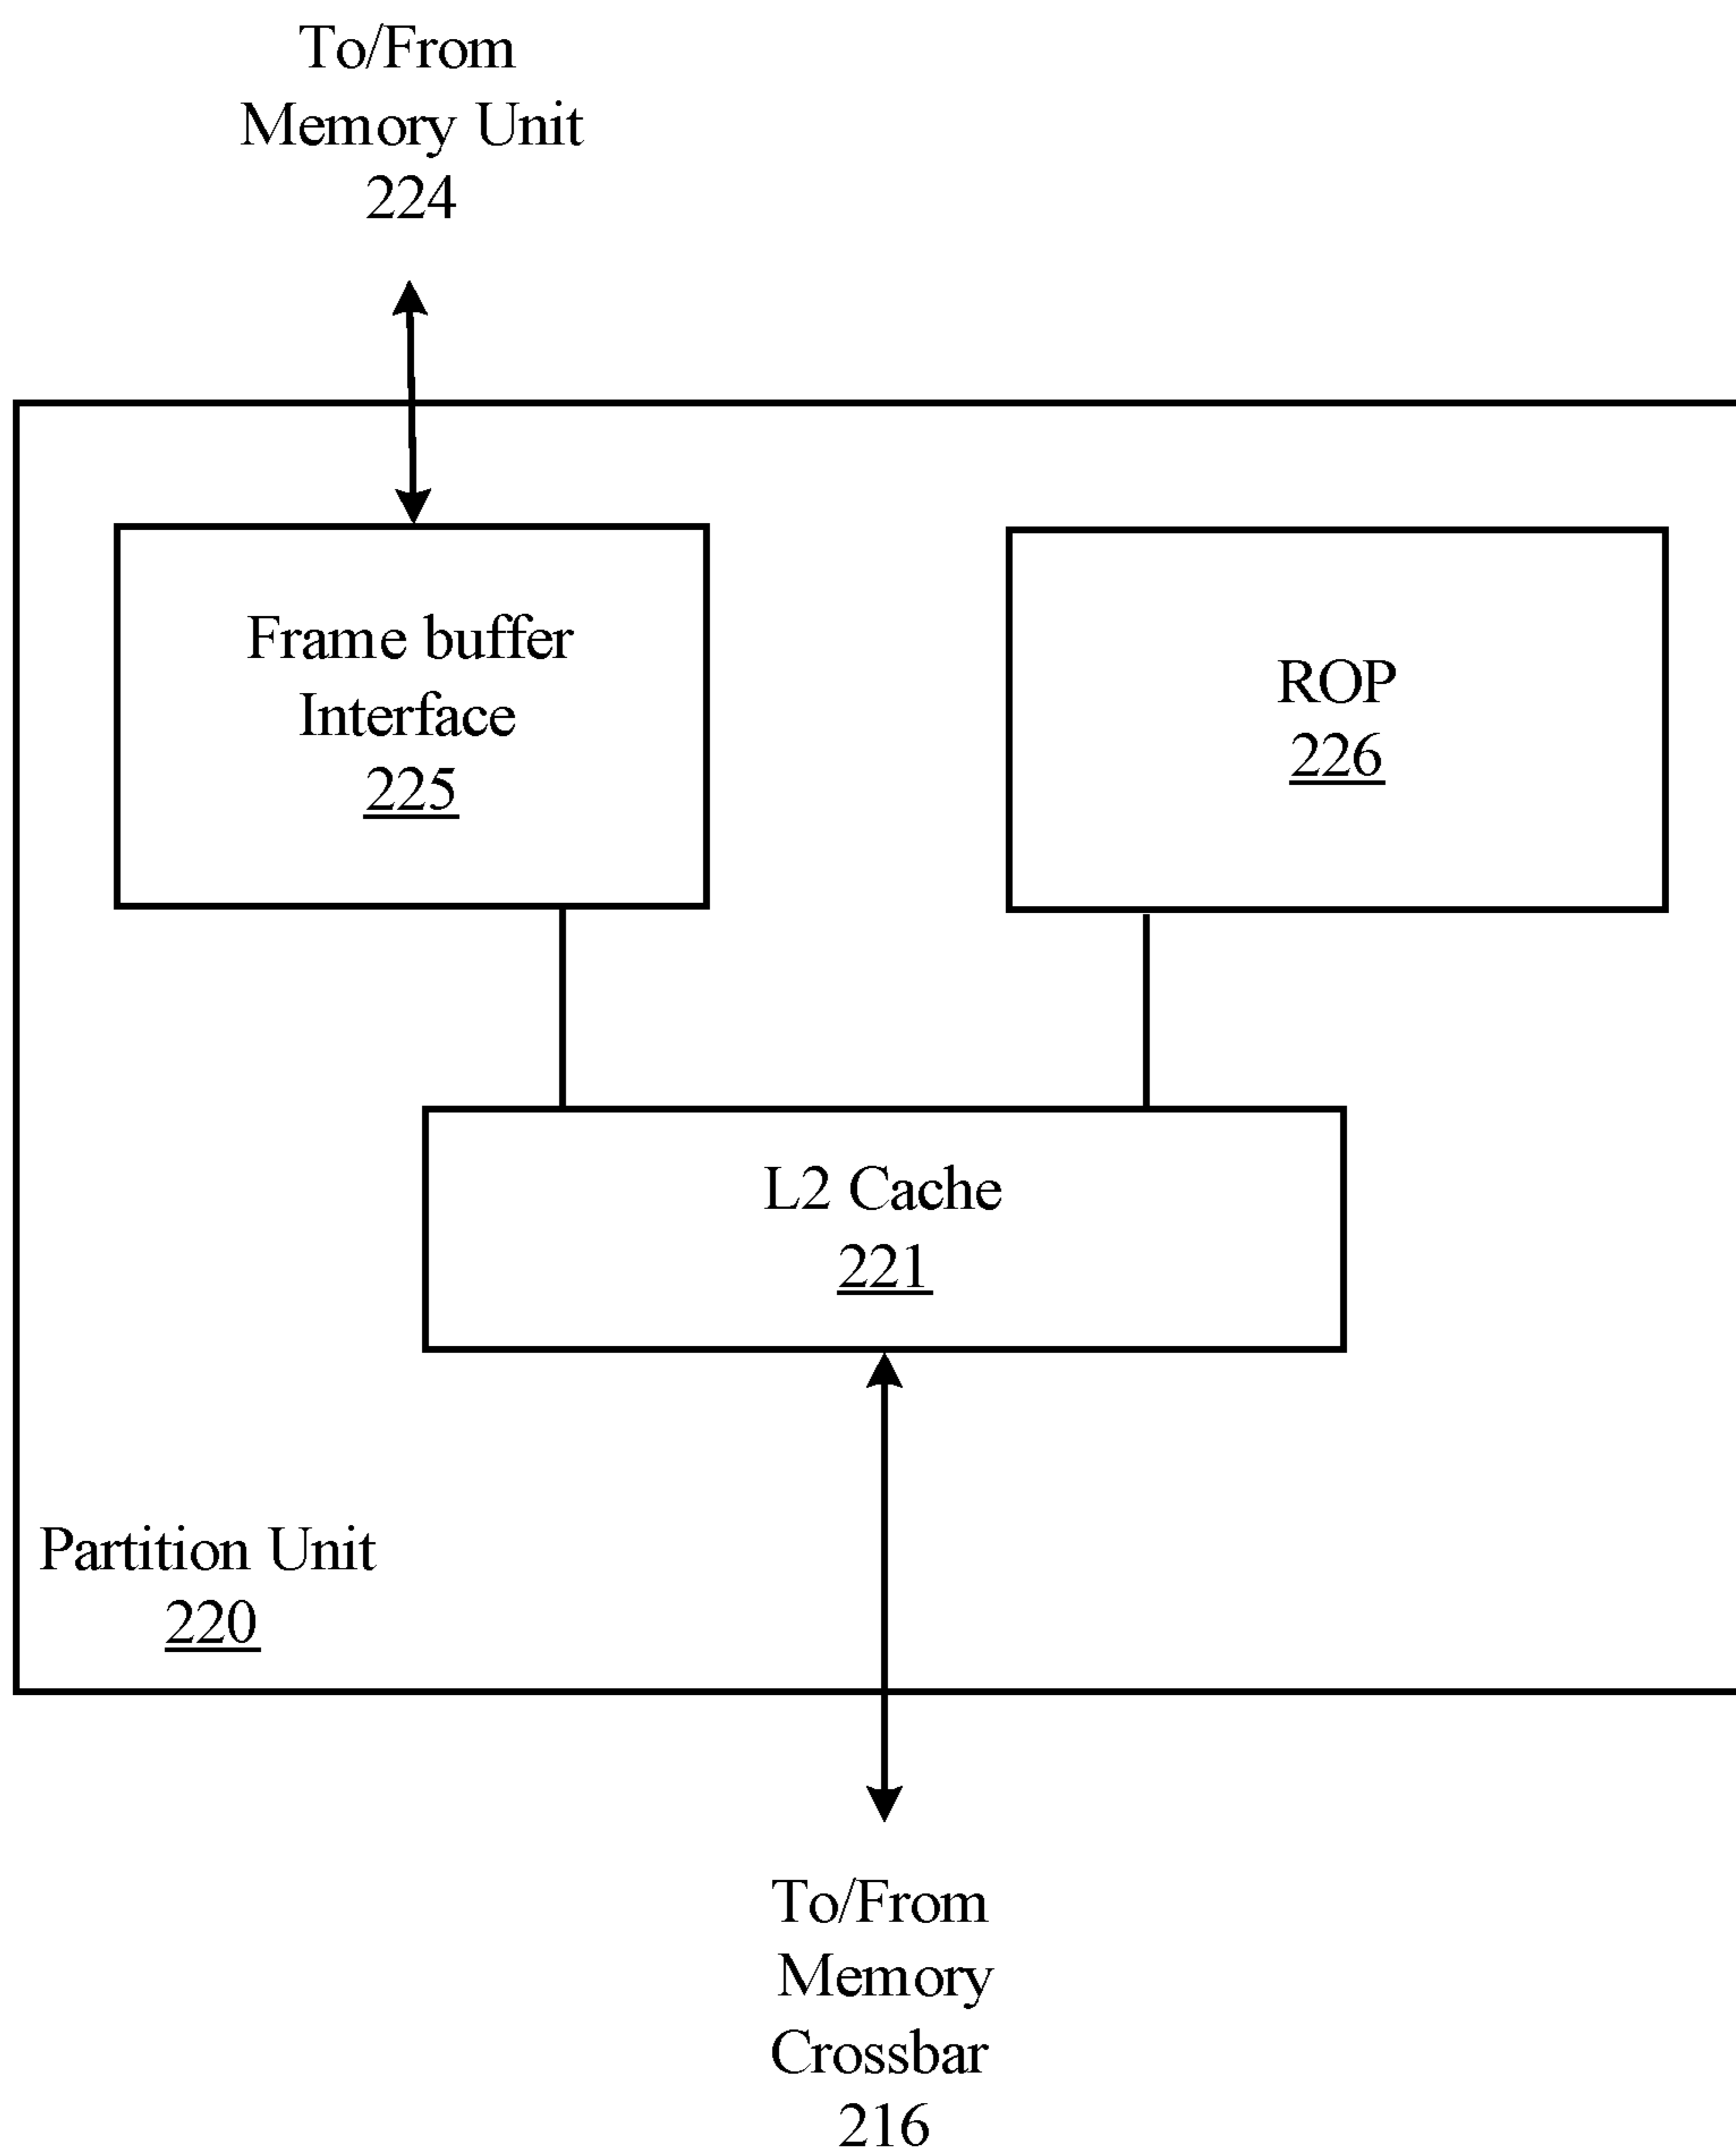 To/From
Memory Unit
224
Frame buffer
Interface
225
ROP
226
L2 Cache
221
Partition Unit
220
To/From
Memory
Crossbar
216